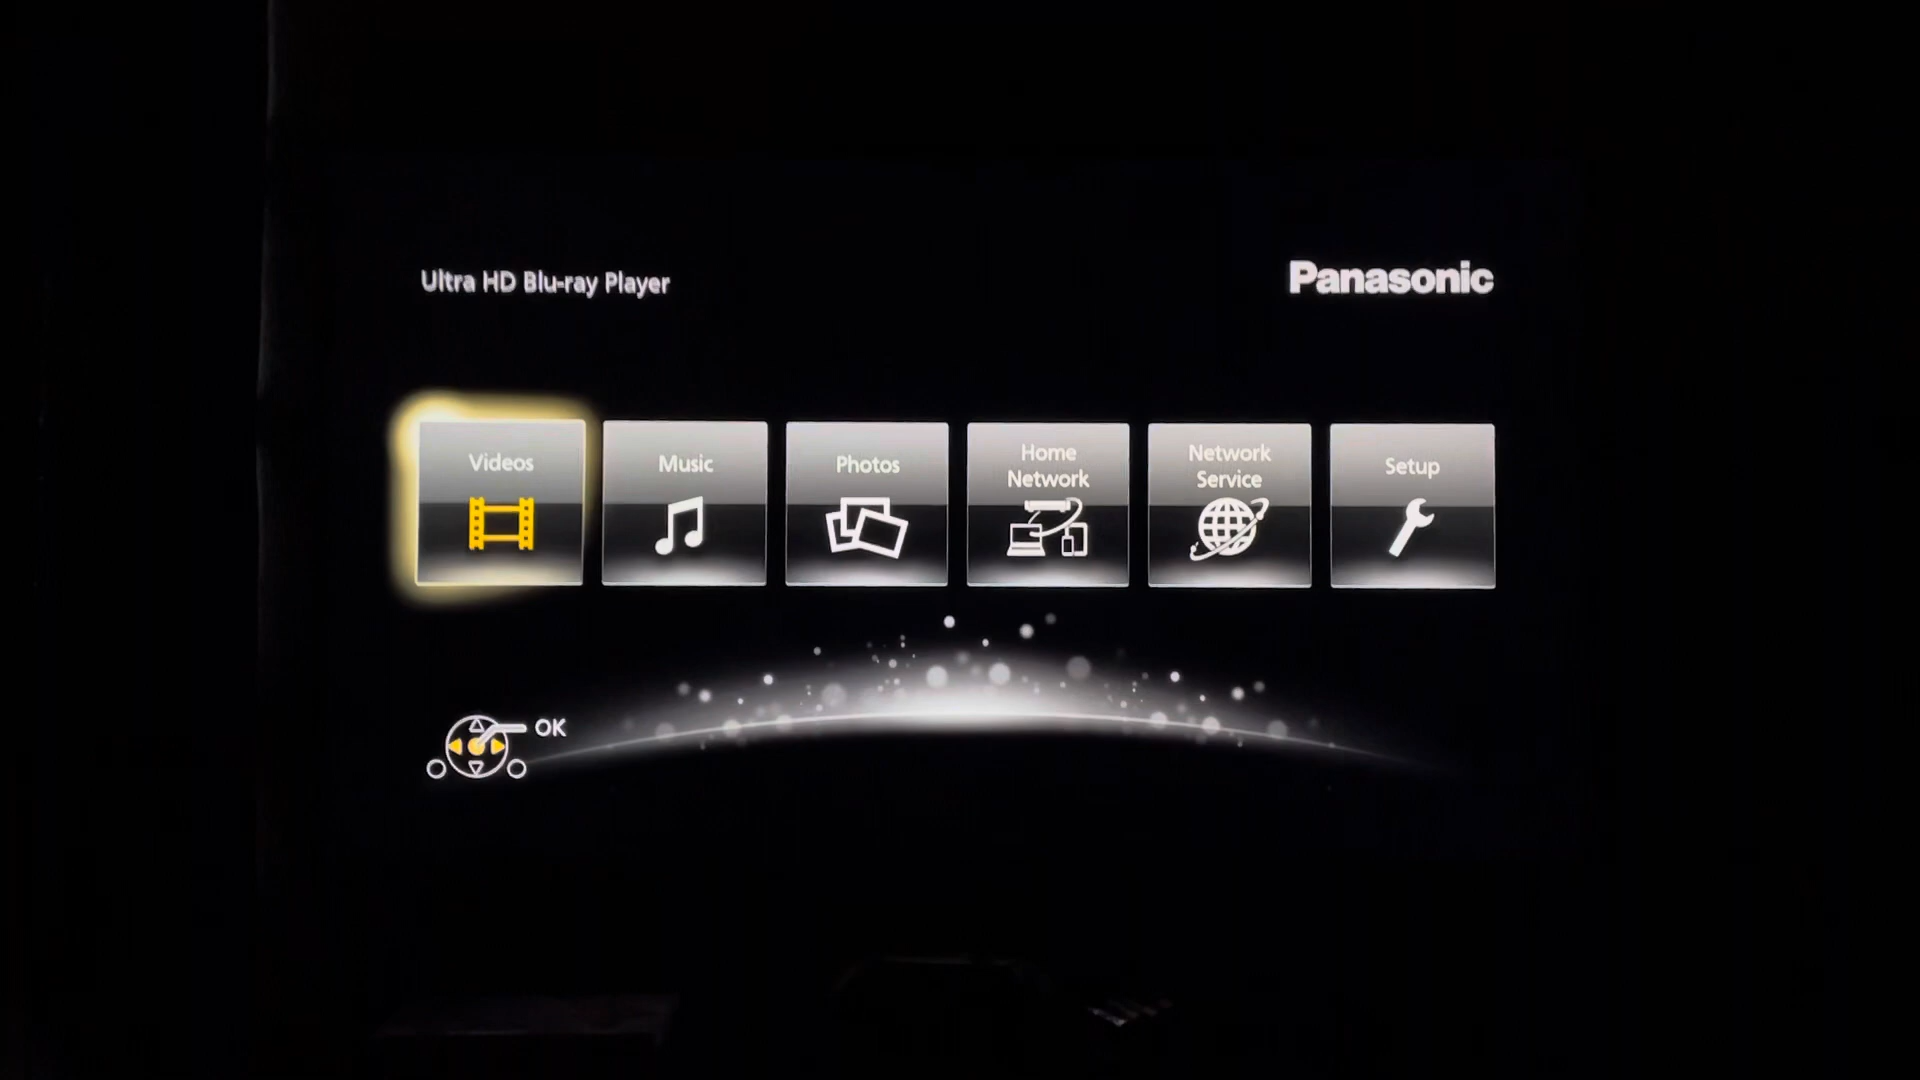 Ultra HD Blu-ray Player
Panasonic
Videos
Music
Photos
Home
Network
Network
Service
Setup
OK